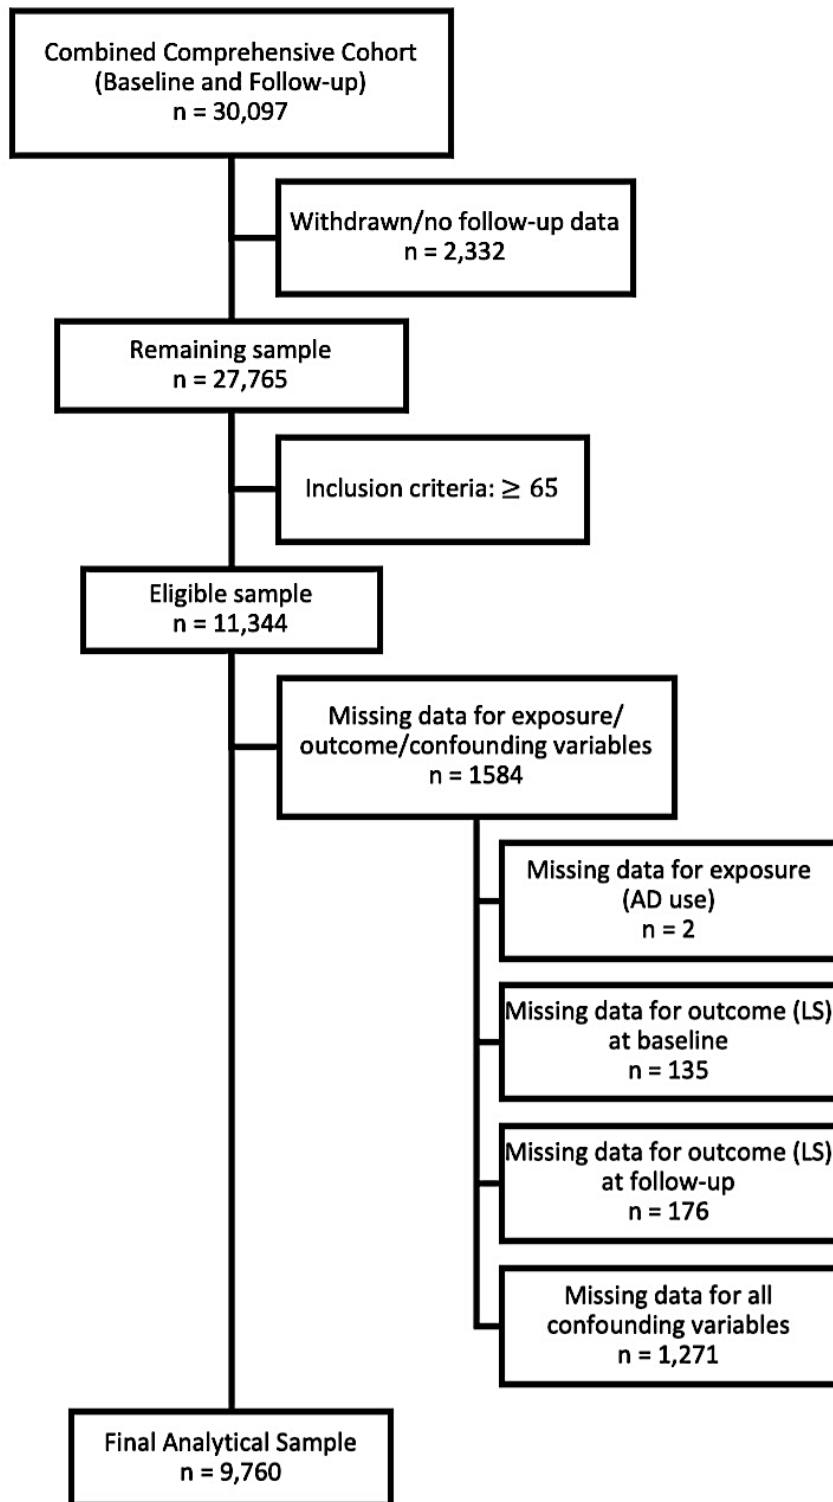 Combined Comprehensive Cohort
(Baseline and Follow-up)
n = 30,097
Withdrawn/no follow-up data
n = 2,332
Remaining sample
n = 27,765
Inclusion criteria: ≥ 65
Eligible sample
n = 11,344
Missing data for exposure/
outcome/confounding variables
n = 1584
Missing data for exposure
(AD use)
n = 2
Missing data for outcome (LS)
at baseline
n = 135
Missing data for outcome (LS)
at follow-up
n = 176
Missing data for all
confounding variables
n = 1,271
Final Analytical Sample
n = 9,760